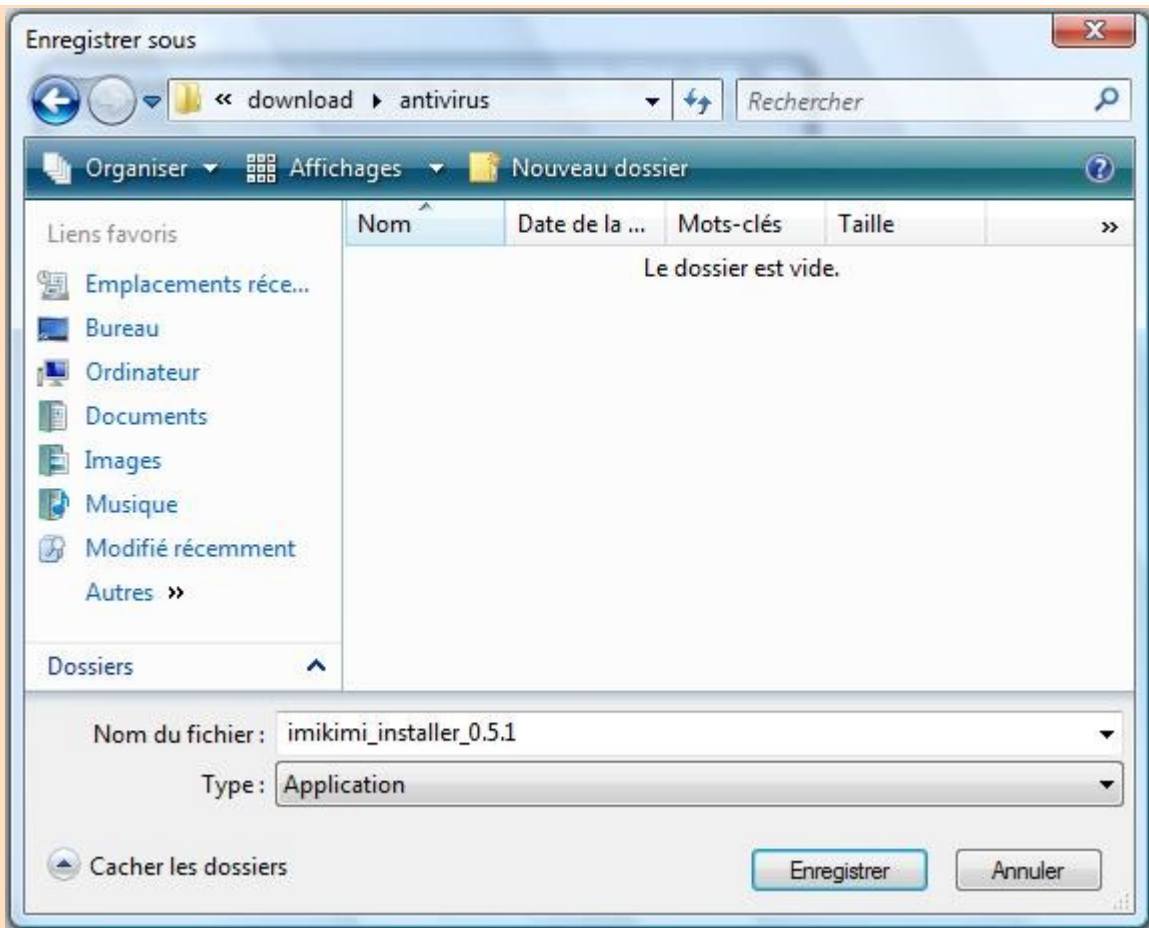 Enregistrer sous
« download ▸ antivirus
Rechercher
Organiser
Affichages
Nouveau dossier
Liens favoris
Nom
Date de la ...
Mots-clés
Taille
»
Le dossier est vide.
Emplacements réce...
Bureau
Ordinateur
Documents
Images
Musique
Modifié récemment
Autres »
Dossiers
Nom du fichier : imikimi_installer_0.5.1
Type : Application
Cacher les dossiers
Enregistrer
Annuler